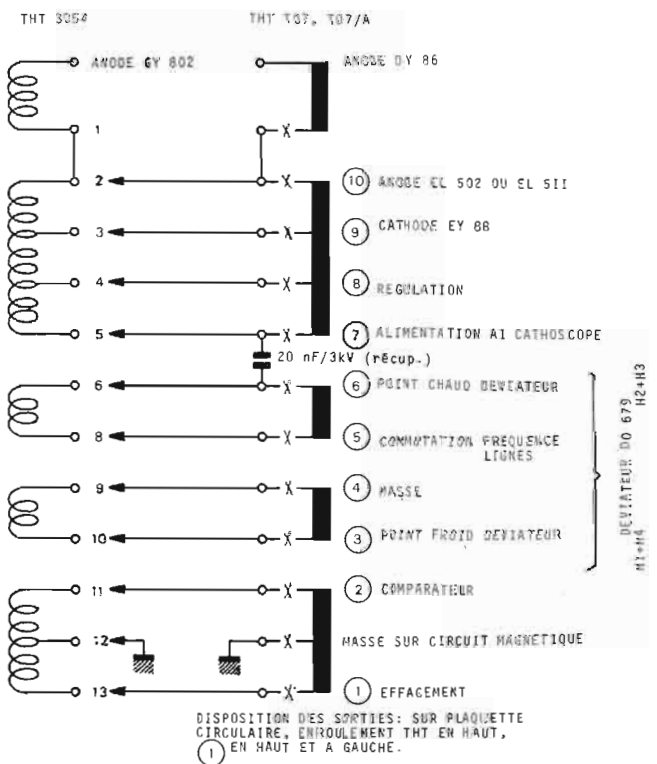 THT 3054 THT T07, T07/A
ANODE GY 802 ANODE DY 86
1
2 10 ANODE EL 502 OU EL 511
3 9 CATHODE EY 88
4 8 REGULATION
5 7 ALIMENTATION A1 CATHOSCOPE
20 nF/3kV (récup.)
6 6 POINT CHAUD DEVIATEUR
8 5 COMMUTATION FREQUENCE
LIGNES
9 4 MASSE
10 3 POINT FROID DEVIATEUR
DEVIATEUR DO 679
H1+H4 H2+H3
11 2 COMPARATEUR
12 MASSE SUR CIRCUIT MAGNETIQUE
13 1 EFFACEMENT
DISPOSITION DES SORTIES: SUR PLAQUETTE
CIRCULAIRE, ENROULEMENT THT EN HAUT,
1 EN HAUT ET A GAUCHE.